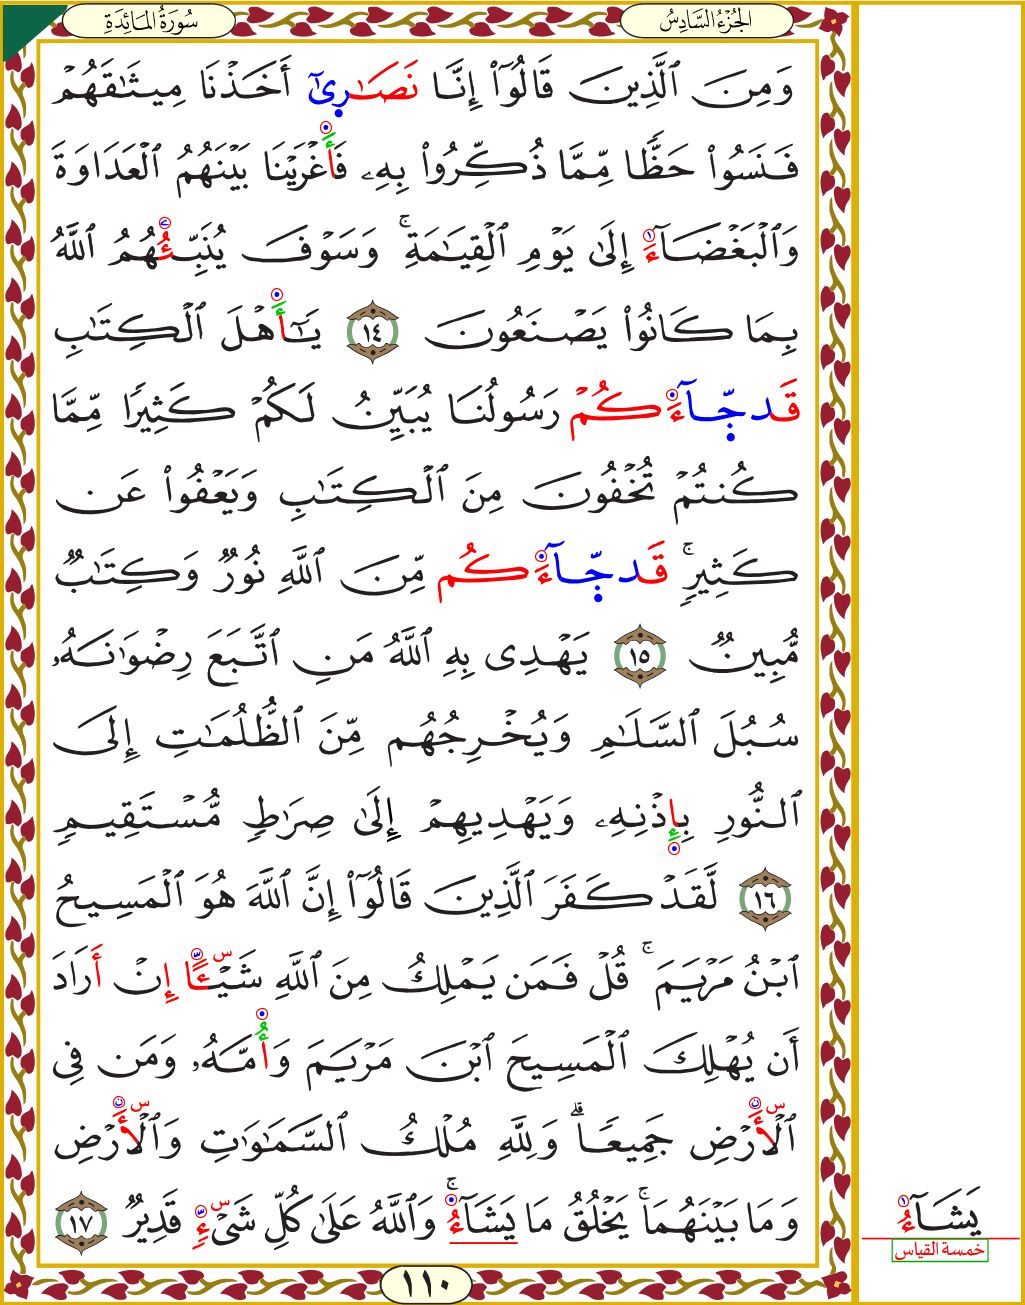 الجُزْءُ السَّادِسُ
سُورَةُ المَائدَةِ
وَمِنَ ٱلَّذِينَ قَالُوٓاْ إِنَّا نَصَٰرِىٰٓ أَخَذْنَا مِيثَٰقَهُمْ
فَنَسُواْ حَظّٗا مِّمَّا ذُكِّرُواْ بِهِۦ فَأَغْرَيْنَا بَيْنَهُمُ ٱلْعَدَاوَةَ
وَٱلْبَغْضَآءَ إِلَىٰ يَوْمِ ٱلْقِيَٰمَةِۚ وَسَوْفَ يُنَبِّئُهُمُ ٱللَّهُ
بِمَا كَانُواْ يَصْنَعُونَ ١٤ يَٰٓأَهْلَ ٱلْكِتَٰبِ
قَد جَّآءَكُمْ رَسُولُنَا يُبَيِّنُ لَكُمْ كَثِيرٗا مِّمَّا
كُنتُمْ تُخْفُونَ مِنَ ٱلْكِتَٰبِ وَيَعْفُواْ عَن
كَثِيرٖۚ قَد جَّآءَكُم مِّنَ ٱللَّهِ نُورٞ وَكِتَٰبٞ
مُّبِينٞ ١٥ يَهْدِى بِهِ ٱللَّهُ مَنِ ٱتَّبَعَ رِضْوَٰنَهُۥ
سُبُلَ ٱلسَّلَٰمِ وَيُخْرِجُهُم مِّنَ ٱلظُّلُمَٰتِ إِلَى
ٱلنُّورِ بِإِذْنِهِۦ وَيَهْدِيهِمْ إِلَىٰ صِرَٰطٖ مُّسْتَقِيمٖ
١٦ لَّقَدْ كَفَرَ ٱلَّذِينَ قَالُوٓاْ إِنَّ ٱللَّهَ هُوَ ٱلْمَسِيحُ
ٱبْنُ مَرْيَمَۚ قُلْ فَمَن يَمْلِكُ مِنَ ٱللَّهِ شَيْـًٔا إِنْ أَرَادَ
أَن يُهْلِكَ ٱلْمَسِيحَ ٱبْنَ مَرْيَمَ وَأُمَّهُۥ وَمَن فِى
ٱلْأَرْضِ جَمِيعٗاۗ وَلِلَّهِ مُلْكُ ٱلسَّمَٰوَٰتِ وَٱلْأَرْضِ
وَمَا بَيْنَهُمَاۚ يَخْلُقُ مَا يَشَآءُۚ وَٱللَّهُ عَلَىٰ كُلِّ شَىْءٖ قَدِيرٞ ١٧
يَشَآءُ
خمسة القياس
١١٠